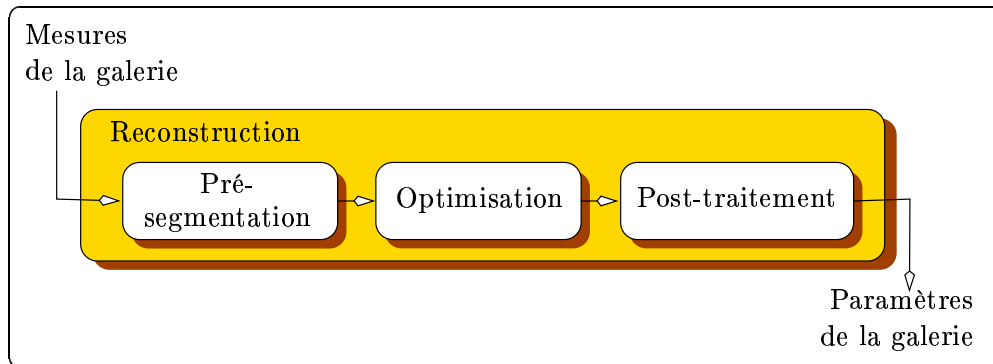 Mesures
de la galerie
Reconstruction
Pré-
segmentation
Optimisation
Post-traitement
Paramètres
de la galerie